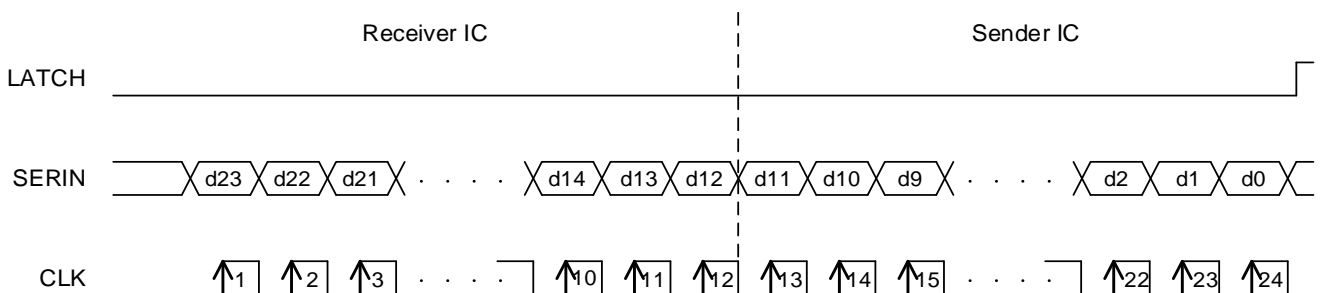 Receiver IC Sender IC
LATCH
SERIN d23 d22 d21 . . . . d14 d13 d12 d11 d10 d9 . . . . d2 d1 d0
CLK 1 2 3 . . . . 10 11 12 13 14 15 . . . . 22 23 24